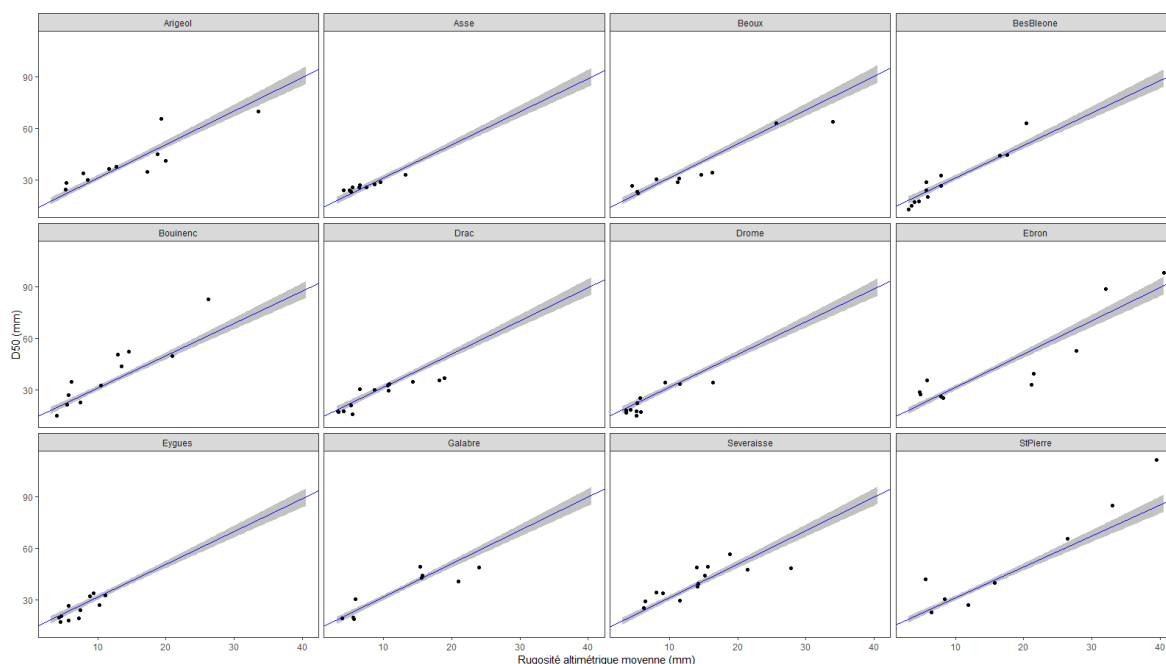 Arigeol Asse Beoux BesBleone
90
60
30
Bouinenc Drac Drome Ebron
90
60
30
D50 (mm)
Eygues Galabre Severaisse StPierre
90
60
30
10 20 30 40 10 20 30 40 10 20 30 40 10 20 30 40
Rugosité altimétrique moyenne (mm)